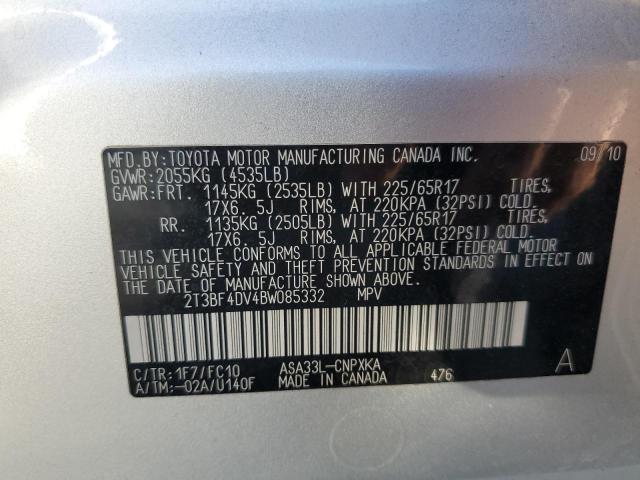 MFD.BY:TOYOTA MOTOR MANUFACTURING CANADA INC. 09/10
GVWR:2055KG (4535LB)
GAWR:FRT. 1145KG (2535LB) WITH 225/65R17 TIRES,
17X6.5J RIMS, AT 220KPA (32PSI) COLD.
RR. 1135KG (2505LB) WITH 225/65R17 TIRES,
17X6.5J RIMS, AT 220KPA (32PSI) COLD.
THIS VEHICLE CONFORMS TO ALL APPLICABLE FEDERAL MOTOR
VEHICLE SAFETY AND THEFT PREVENTION STANDARDS IN EFFECT ON
THE DATE OF MANUFACTURE SHOWN ABOVE.
2T3BF4DV4BW085332 MPV
C/TR:1F7/FC10 ASA33L-CNPXKA A
A/TM:-02A/U140F MADE IN CANADA 476